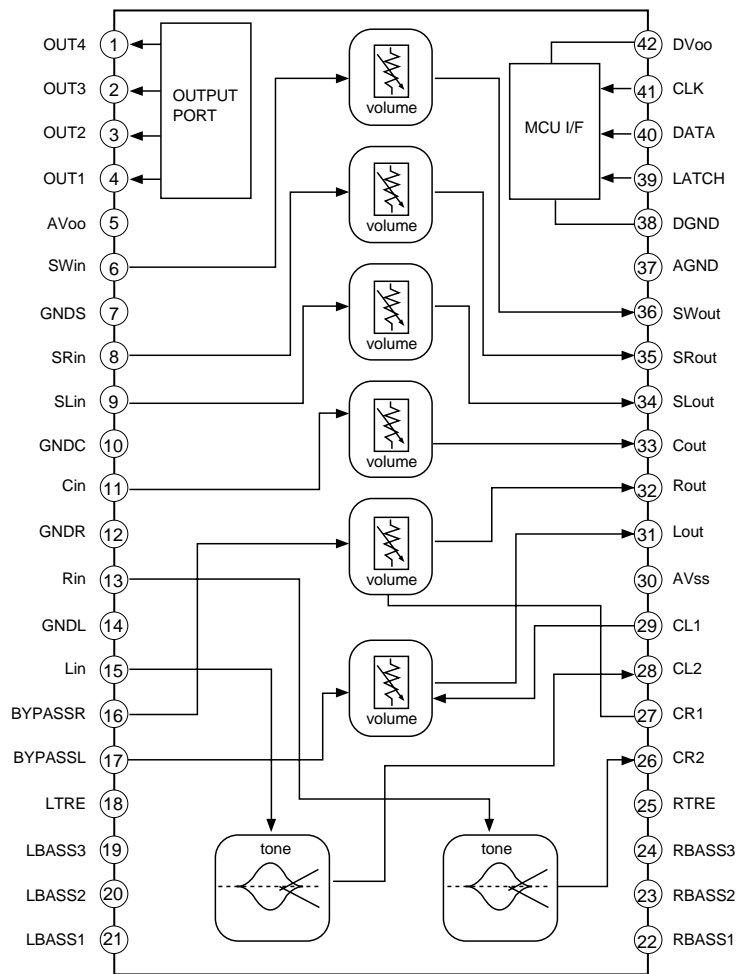 OUT4 1
OUT3 2
OUT2 3
OUT1 4
AVoo 5
SWin 6
GNDS 7
SRin 8
SLin 9
GNDC 10
Cin 11
GNDR 12
Rin 13
GNDL 14
Lin 15
BYPASSR 16
BYPASSL 17
LTRE 18
LBASS3 19
LBASS2 20
LBASS1 21
OUTPUT
PORT
volume
volume
volume
volume
volume
volume
tone
tone
MCU I/F
42 DVoo
41 CLK
40 DATA
39 LATCH
38 DGND
37 AGND
36 SWout
35 SRout
34 SLout
33 Cout
32 Rout
31 Lout
30 AVss
29 CL1
28 CL2
27 CR1
26 CR2
25 RTRE
24 RBASS3
23 RBASS2
22 RBASS1